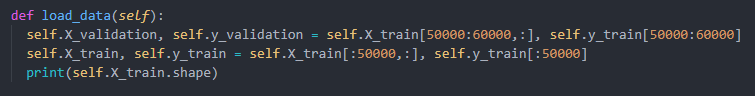 def load_data(self):
self.X_validation, self.y_validation = self.X_train[50000:60000,:], self.y_train[50000:60000]
self.X_train, self.y_train = self.X_train[:50000,:], self.y_train[:50000]
print(self.X_train.shape)